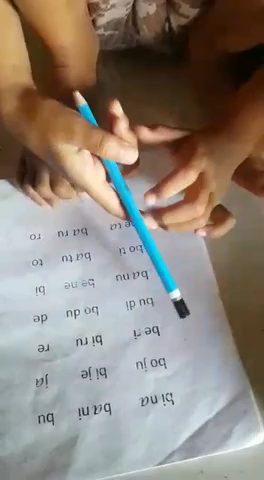 bi na ba ni bu
bo ju bi je ja
be ri bi ru re
bu di bo du de
ba nu be ne bi
bo ti ba tu to
ba ru ro